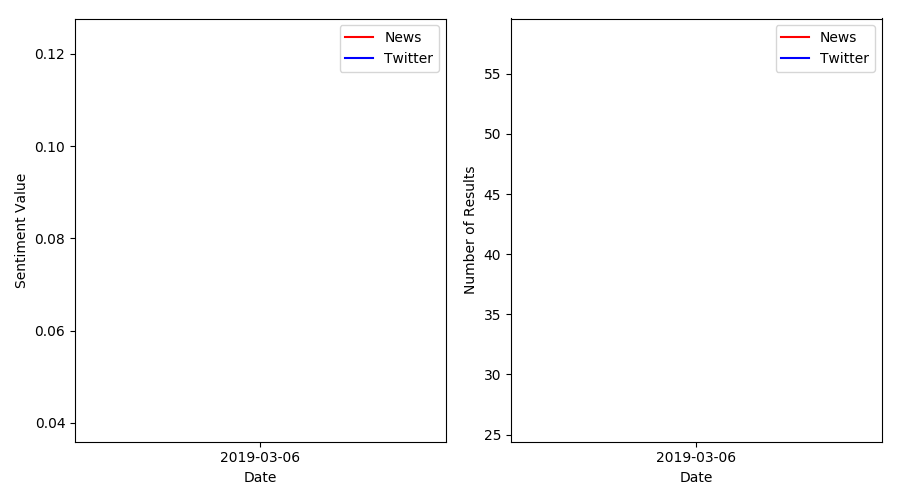 News
Twitter
0.12
0.10
0.08
0.06
0.04
Sentiment Value
2019-03-06
Date
News
Twitter
55
50
45
40
35
30
25
Number of Results
2019-03-06
Date